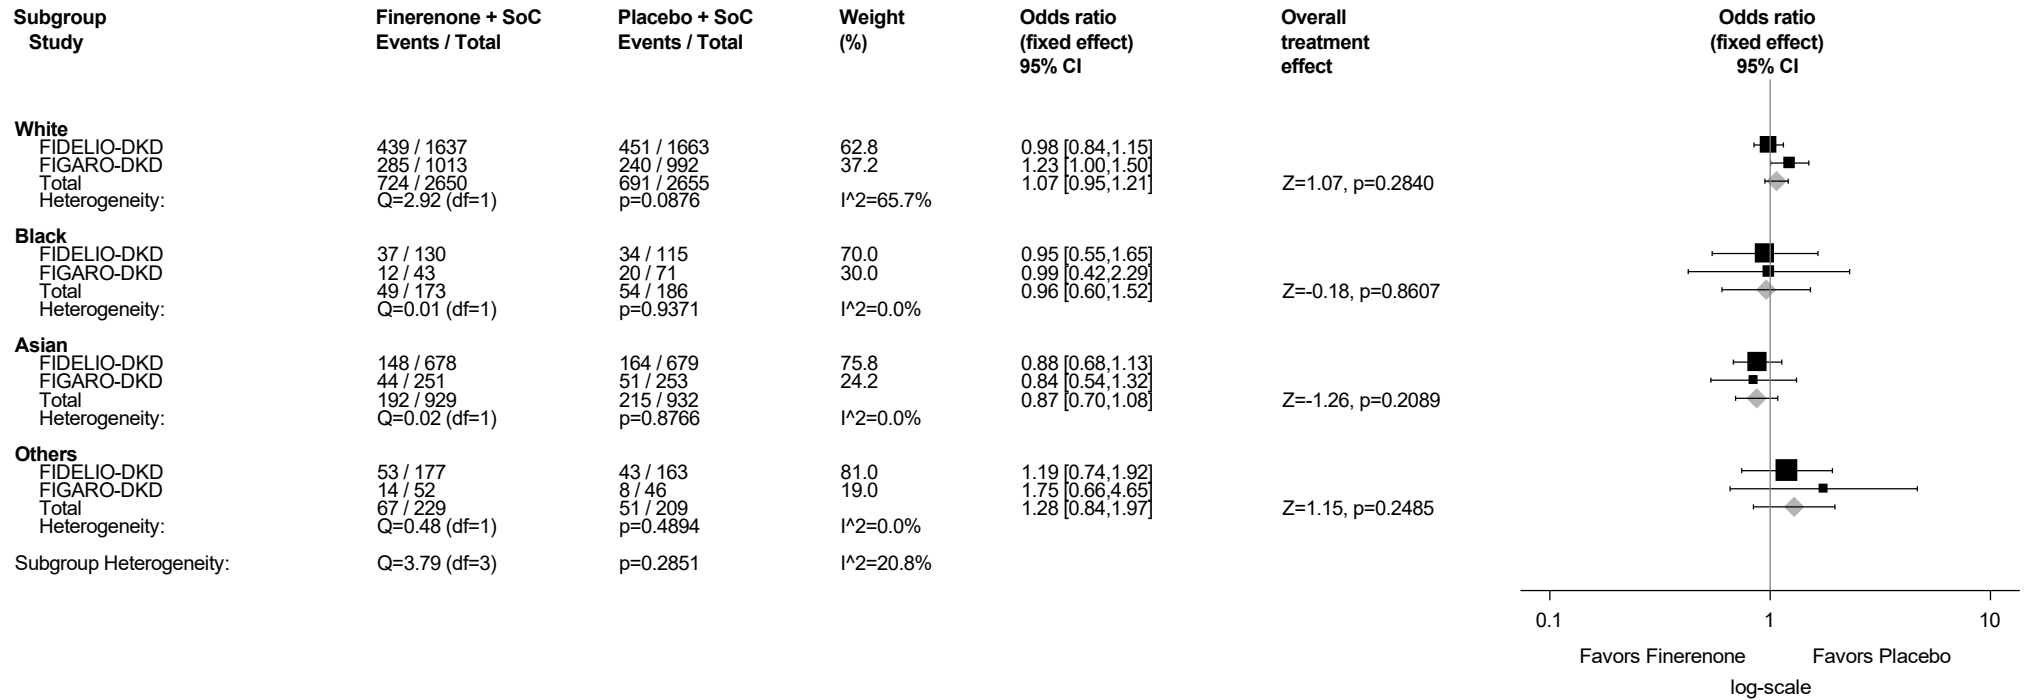 Subgroup Finerenone + SoC Placebo + SoC Weight Odds ratio Overall Odds ratio
Study Events / Total Events / Total (%) (fixed effect) treatment (fixed effect)
95% CI effect 95% CI
White
FIDELIO-DKD 439 / 1637 451 / 1663 62.8 0.98 [0.84,1.15]
FIGARO-DKD 285 / 1013 240 / 992 37.2 1.23 [1.00,1.50]
Total 724 / 2650 691 / 2655 1.07 [0.95,1.21] Z=1.07, p=0.2840
Heterogeneity: Q=2.92 (df=1) p=0.0876 I^2=65.7%
Black
FIDELIO-DKD 37 / 130 34 / 115 70.0 0.95 [0.55,1.65]
FIGARO-DKD 12 / 43 20 / 71 30.0 0.99 [0.42,2.29]
Total 49 / 173 54 / 186 0.96 [0.60,1.52] Z=-0.18, p=0.8607
Heterogeneity: Q=0.01 (df=1) p=0.9371 I^2=0.0%
Asian
FIDELIO-DKD 148 / 678 164 / 679 75.8 0.88 [0.68,1.13]
FIGARO-DKD 44 / 251 51 / 253 24.2 0.84 [0.54,1.32]
Total 192 / 929 215 / 932 0.87 [0.70,1.08] Z=-1.26, p=0.2089
Heterogeneity: Q=0.02 (df=1) p=0.8766 I^2=0.0%
Others
FIDELIO-DKD 53 / 177 43 / 163 81.0 1.19 [0.74,1.92]
FIGARO-DKD 14 / 52 8 / 46 19.0 1.75 [0.66,4.65]
Total 67 / 229 51 / 209 1.28 [0.84,1.97] Z=1.15, p=0.2485
Heterogeneity: Q=0.48 (df=1) p=0.4894 I^2=0.0%
Subgroup Heterogeneity: Q=3.79 (df=3) p=0.2851 I^2=20.8%
0.1 1 10
Favors Finerenone Favors Placebo
log-scale